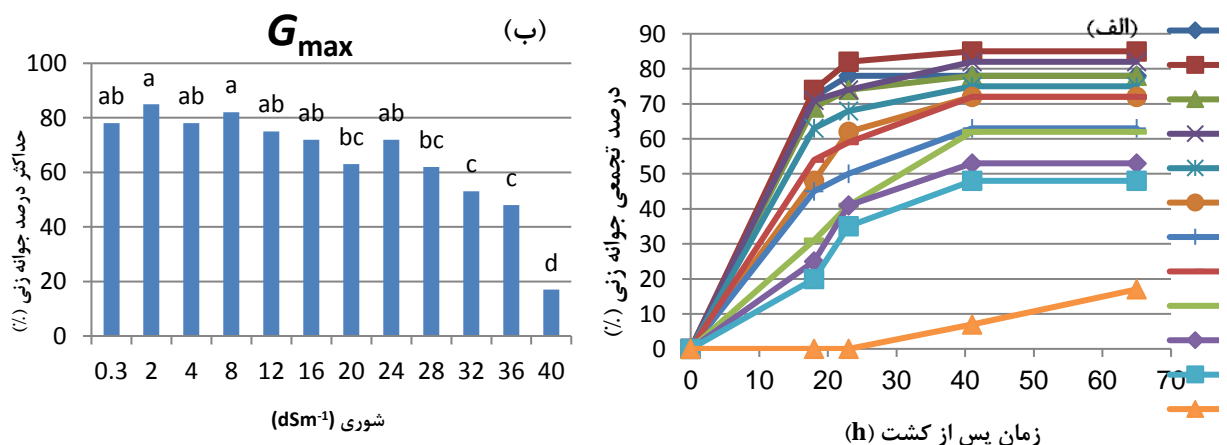 (الف)
درصد تجمعی جوانه زنی (٪)
90
80
70
60
50
40
30
20
10
0
0 10 20 30 40 50 60 70
زمان پس از کشت (h)
(ب)
G max
حداکثر درصد جوانه زنی (٪)
100
80
60
40
20
0
ab a ab a ab ab bc ab bc c c d
0.3 2 4 8 12 16 20 24 28 32 36 40
شوری (dSm-1)